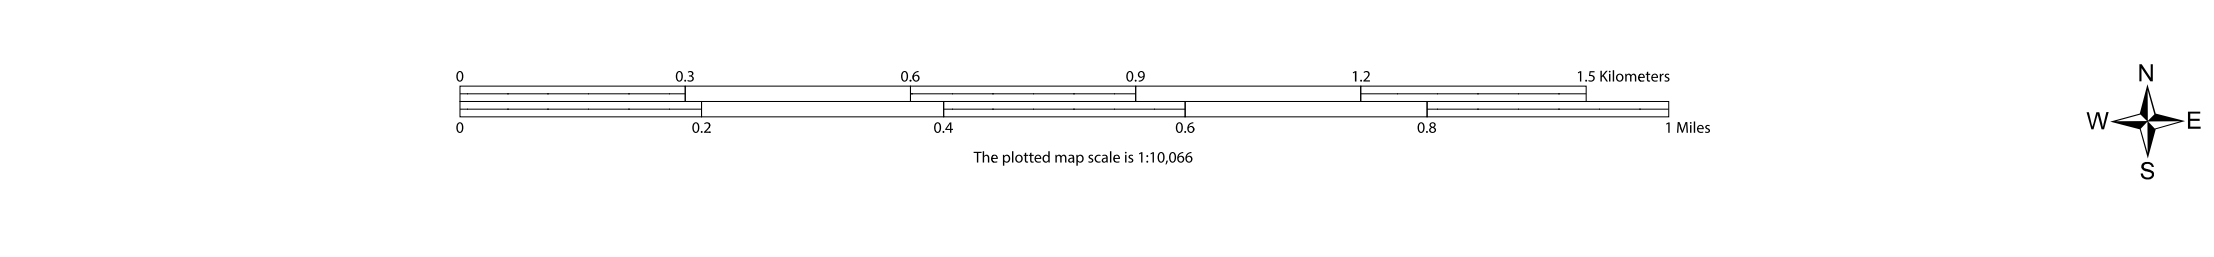 0 0.3 0.6 0.9 1.2 1.5 Kilometers
0 0.2 0.4 0.6 0.8 1 Miles
The plotted map scale is 1:10,066
N
W E
S